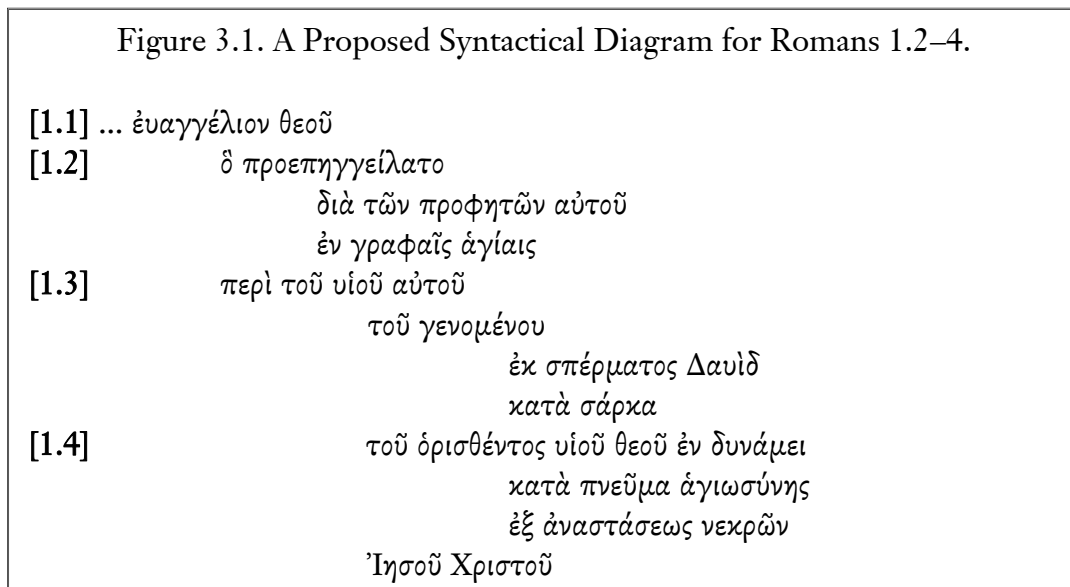 Figure 3.1. A Proposed Syntactical Diagram for Romans 1.2–4.
[1.1] ... ἐυαγγέλιον θεοῦ
[1.2] ὃ προεπηγγείλατο
διὰ τῶν προφητῶν αὐτοῦ
ἐν γραφαῖς ἁγίαις
[1.3] περὶ τοῦ υἱοῦ αὐτοῦ
τοῦ γενομένου
ἐκ σπέρματος Δαυὶδ
κατὰ σάρκα
[1.4] τοῦ ὁρισθέντος υἱοῦ θεοῦ ἐν δυνάμει
κατὰ πνεῦμα ἁγιωσύνης
ἐξ ἀναστάσεως νεκρῶν
Ἰησοῦ Χριστοῦ